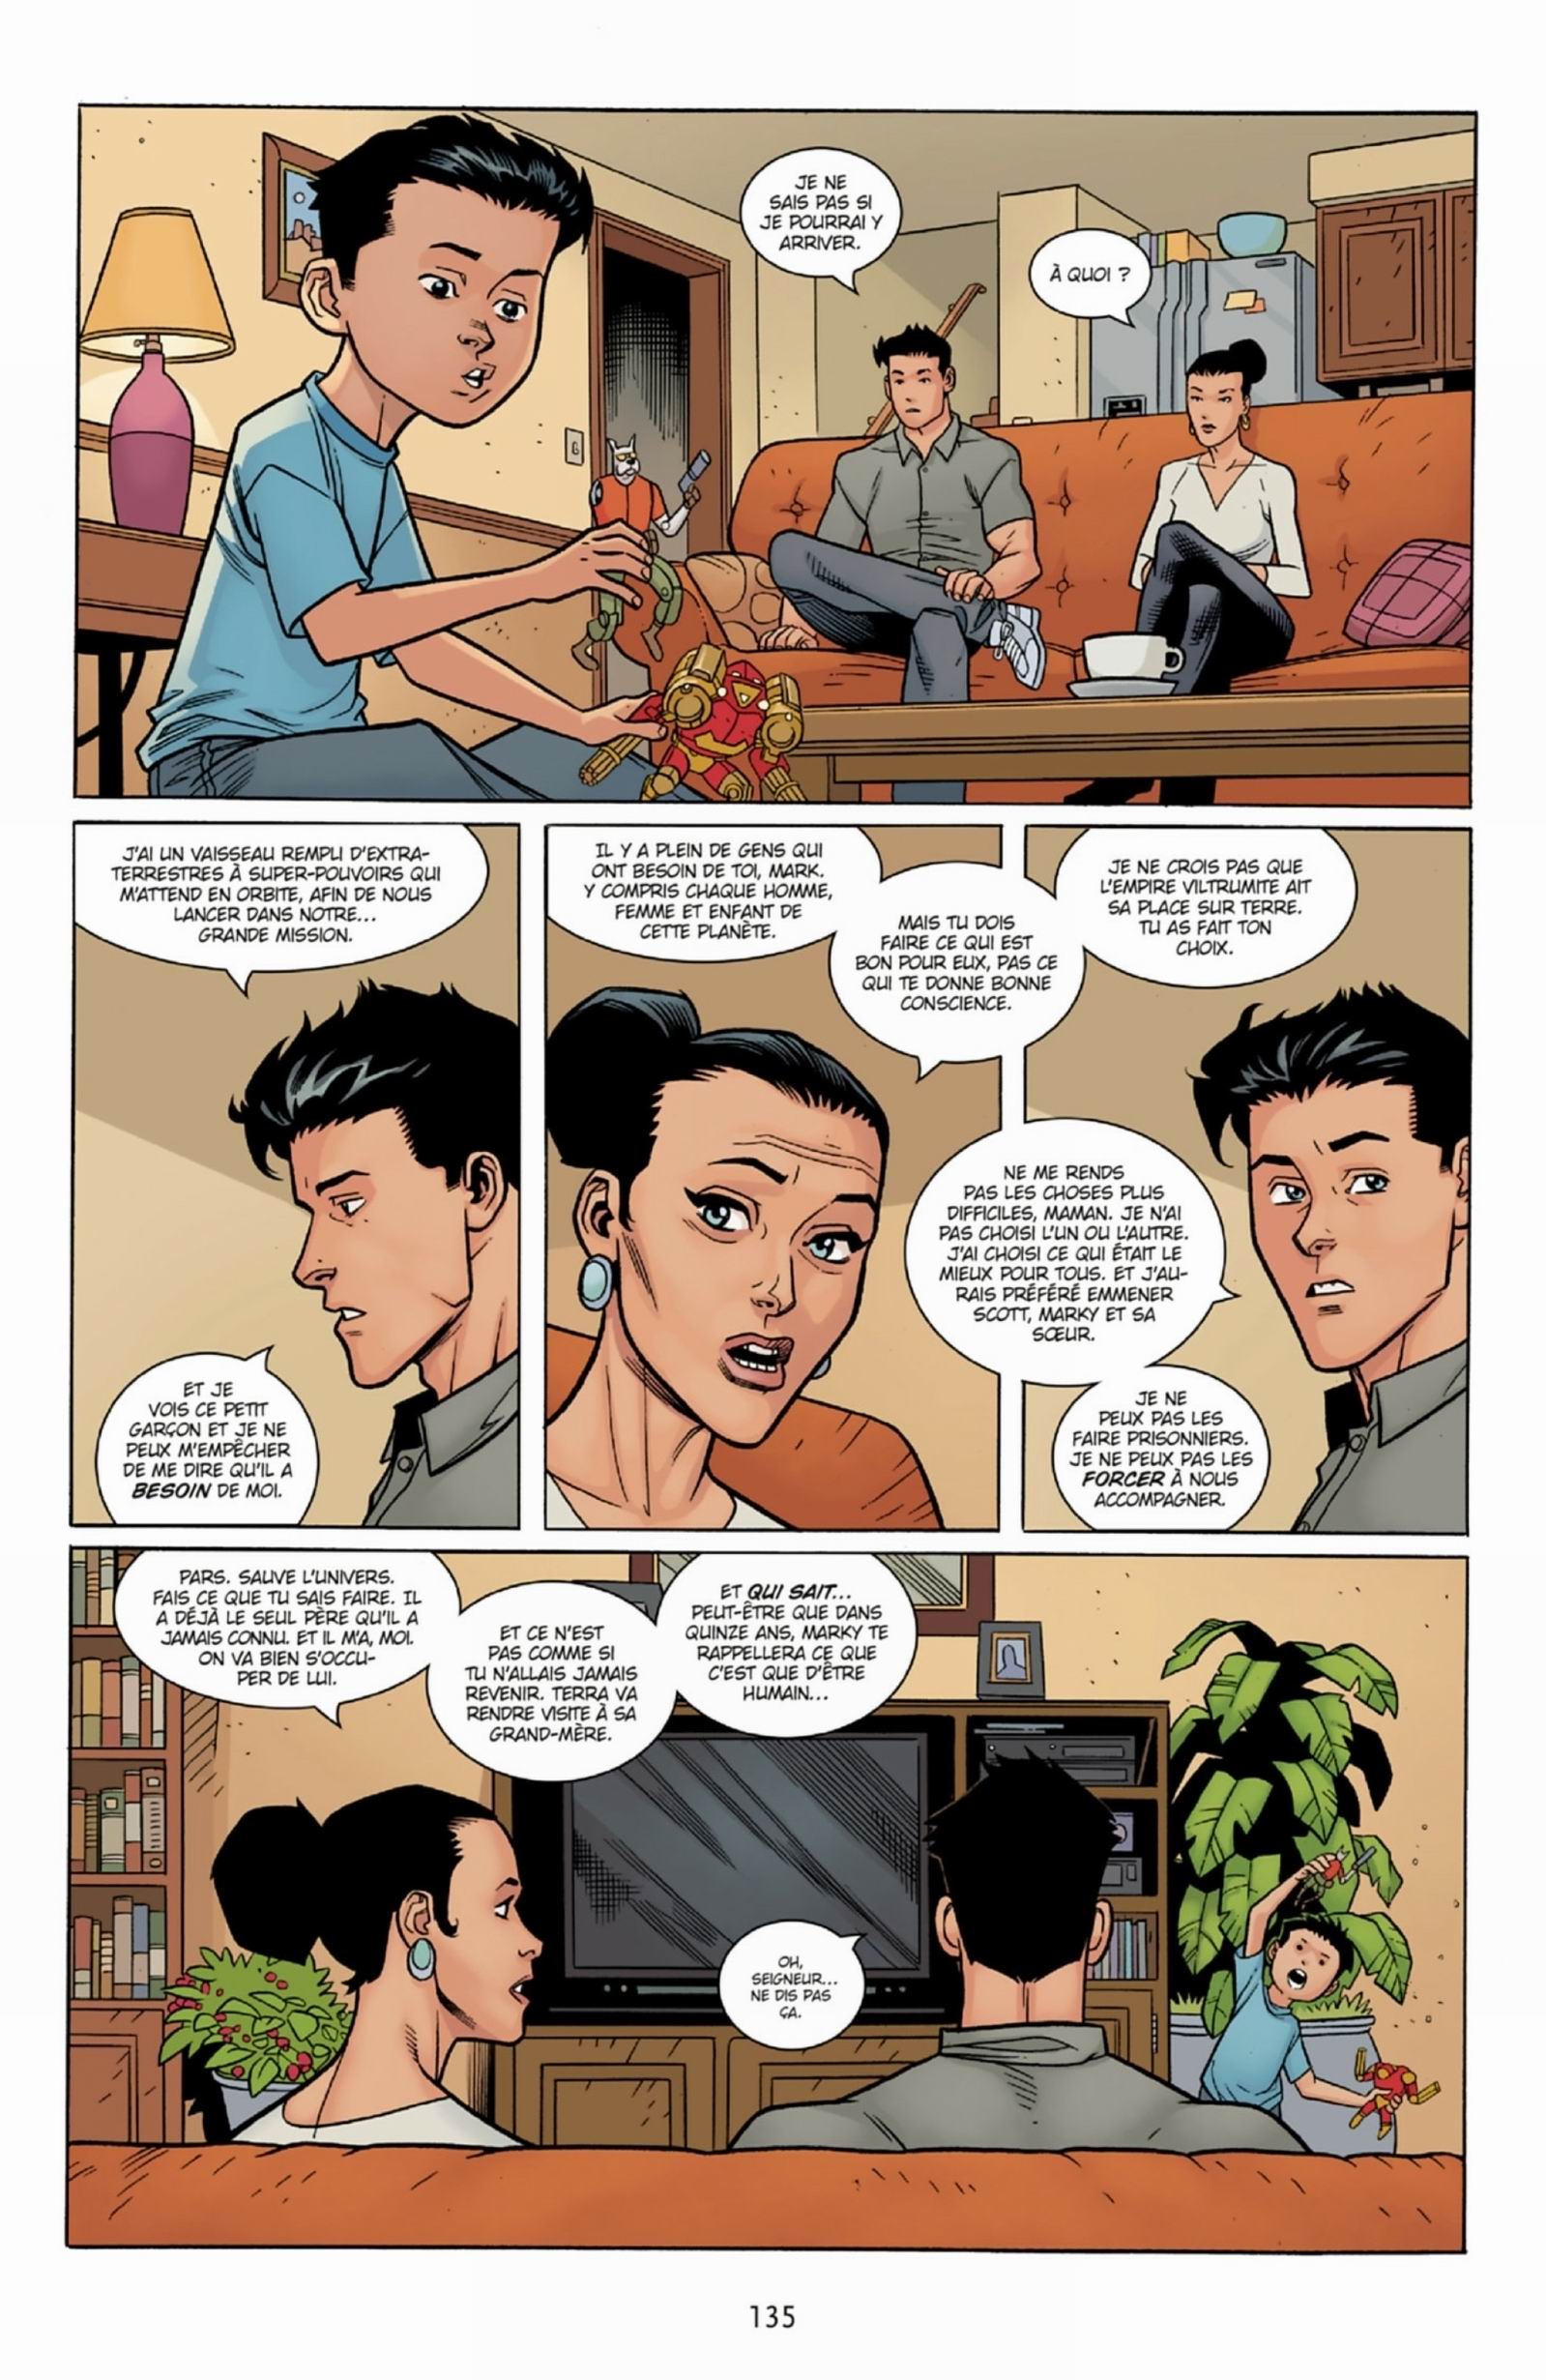 JE NE
SAIS PAS SI
JE POURRAI Y
ARRIVER.
À QUOI ?
J'AI UN VAISSEAU REMPLI D'EXTRA-
TERRESTRES À SUPER-POUVOIRS QUI
M'ATTEND EN ORBITE, AFIN DE NOUS
LANCER DANS NOTRE...
GRANDE MISSION.
ET JE
VOIS CE PETIT
GARÇON ET JE NE
PEUX M'EMPÊCHER
DE ME DIRE QU'IL A
BESOIN DE MOI.
IL Y A PLEIN DE GENS QUI
ONT BESOIN DE TOI, MARK.
Y COMPRIS CHAQUE HOMME,
FEMME ET ENFANT DE
CETTE PLANÈTE.
MAIS TU DOIS
FAIRE CE QUI EST
BON POUR EUX, PAS CE
QUI TE DONNE BONNE
CONSCIENCE.
JE NE CROIS PAS QUE
L'EMPIRE VILTRUMITE AIT
SA PLACE SUR TERRE.
TU AS FAIT TON
CHOIX.
NE ME RENDS
PAS LES CHOSES PLUS
DIFFICILES, MAMAN. JE N'AI
PAS CHOISI L'UN OU L'AUTRE.
J'AI CHOISI CE QUI ÉTAIT LE
MIEUX POUR TOUS. ET J'AU-
RAIS PRÉFÉRÉ EMMENER
SCOTT, MARKY ET SA
SŒUR.
JE NE
PEUX PAS LES
FAIRE PRISONNIERS.
JE NE PEUX PAS LES
FORCER À NOUS
ACCOMPAGNER.
PARS. SAUVE L'UNIVERS.
FAIS CE QUE TU SAIS FAIRE. IL
A DÉJÀ LE SEUL PÈRE QU'IL A
JAMAIS CONNU. ET IL M'A, MOI.
ON VA BIEN S'OCCU-
PER DE LUI.
ET CE N'EST
PAS COMME SI
TU N'ALLAIS JAMAIS
REVENIR. TERRA VA
RENDRE VISITE À SA
GRAND-MÈRE.
ET QUI SAIT...
PEUT-ÊTRE QUE DANS
QUINZE ANS, MARKY TE
RAPPELLERA CE QUE
C'EST QUE D'ÊTRE
HUMAIN...
OH,
SEIGNEUR...
NE DIS PAS
ÇA.
135